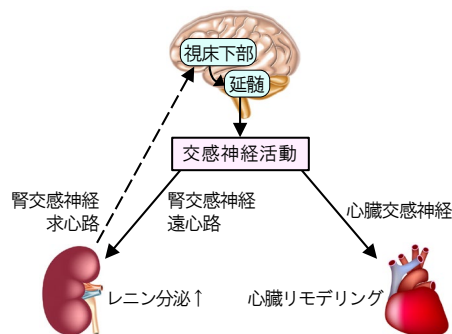 視床下部
延髄
交感神経活動
腎交感神経
求心路
腎交感神経
遠心路
心臓交感神経
レニン分泌↑
心臓リモデリング